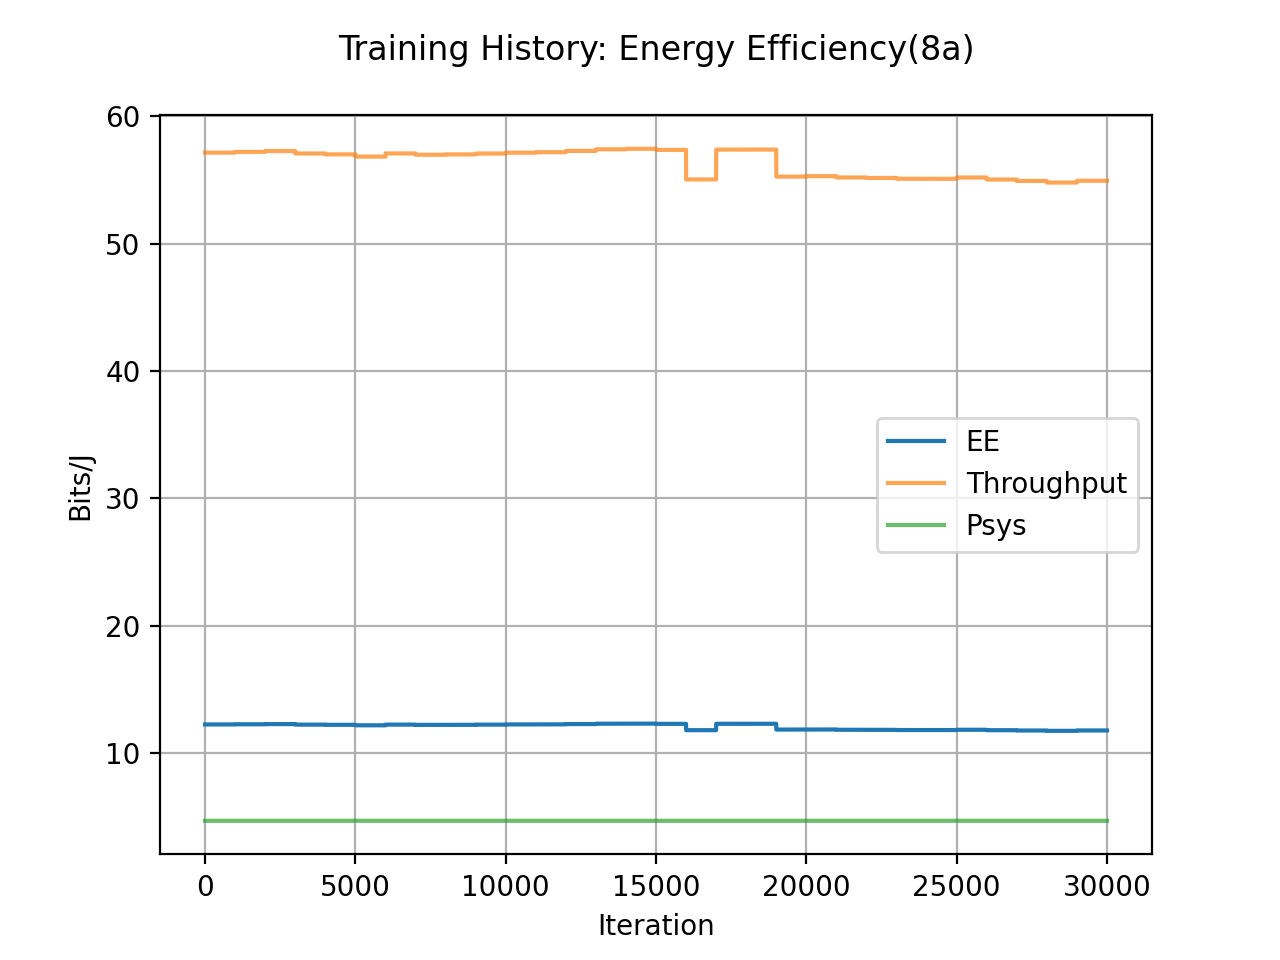 Training History: Energy Efficiency(8a)
60
50
40
30
20
10
Bits/J
EE
Throughput
Psys
0 5000 10000 15000 20000 25000 30000
Iteration